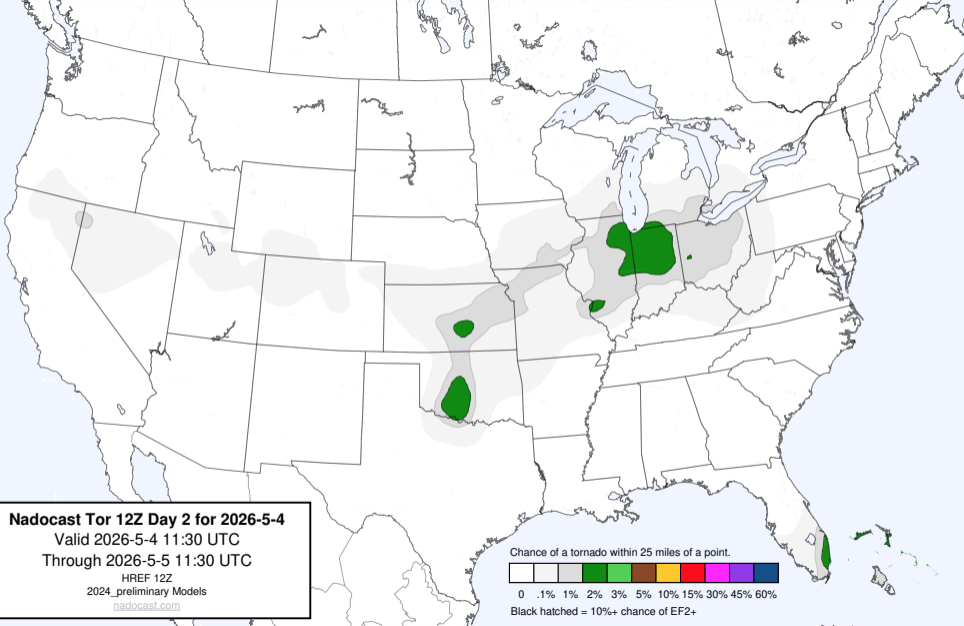 Nadocast Tor 12Z Day 2 for 2026-5-4
Valid 2026-5-4 11:30 UTC
Through 2026-5-5 11:30 UTC
HREF 12Z
2024_preliminary Models
nadocast.com
Chance of a tornado within 25 miles of a point.
0 .1% 1% 2% 3% 5% 10% 15% 30% 45% 60%
Black hatched = 10%+ chance of EF2+